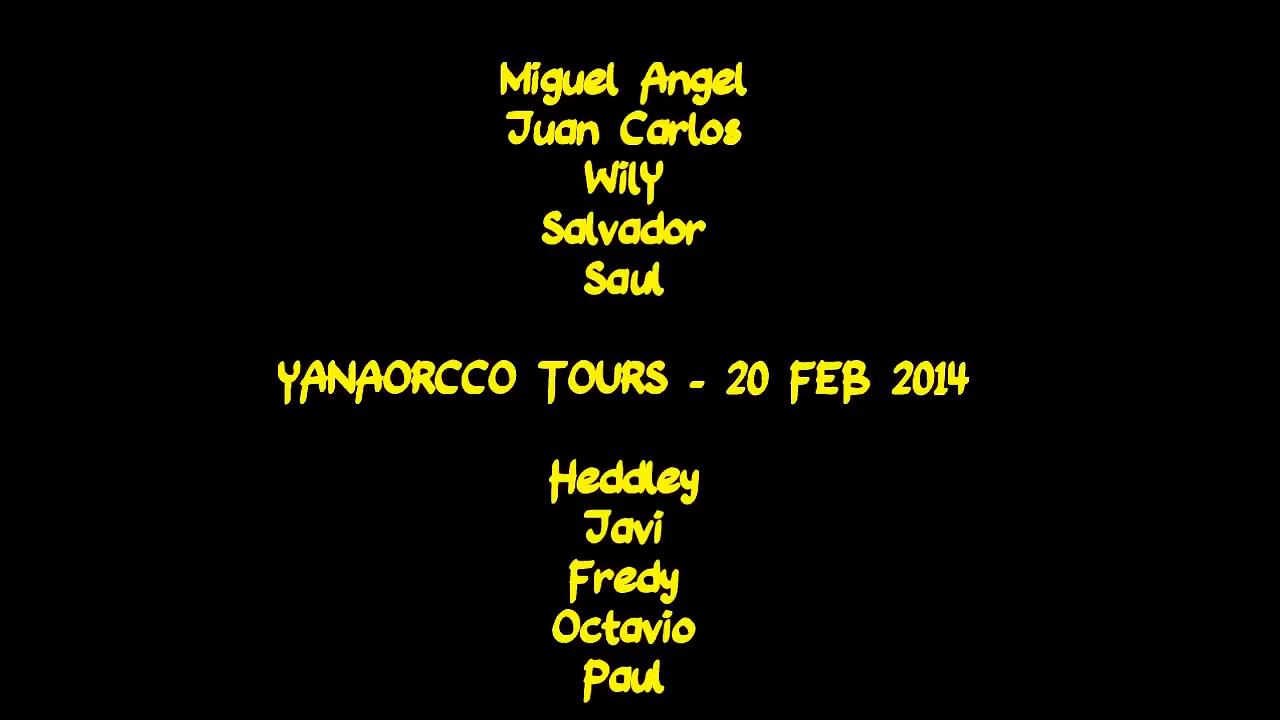 Miguel Angel
Juan Carlos
WilY
Salvador
Saul
YANAORCCO TOURS - 20 FEB 2014
Heddley
Javi
Fredy
Octavio
Paul